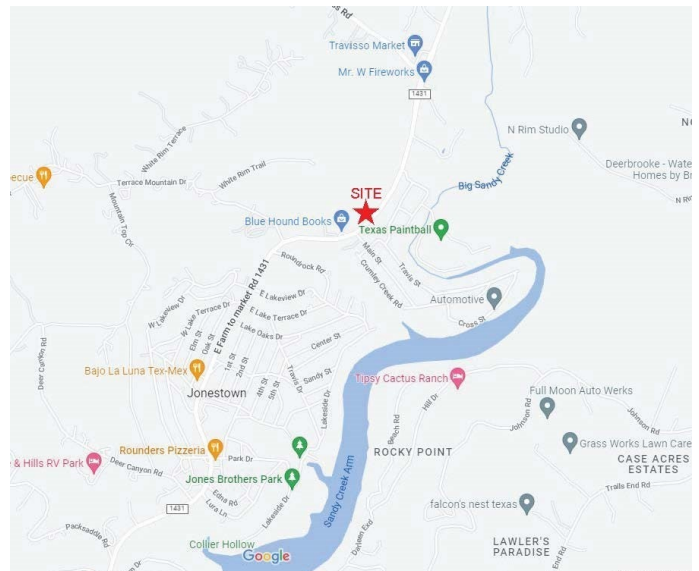 ss Rd
Travisso Market
Mr. W Fireworks
1431
N Rim Studio
NO
Deerbrooke - Wate
Homes by Br
N Rim
White Rim Terrace
ecue
Terrace Mountain Dr
White Rim Trail
Big Sandy Creek
SITE
Mountain Top Cir
Blue Hound Books
Texas Paintball
Main St
Travis St
Roundrock Rd
Crumley Creek Rd
E Farm to market Rd 1431
W Lakeview Dr
E Lakeview Dr
W Lake Terrace Dr
E Lake Terrace Dr
Automotive
Cross St
Elm St
Oak St
Lake Oaks Dr
Center St
1st St
2nd St
Deer Canyon Rd
Bajo La Luna Tex-Mex
4th St
5th St
Travis Dr
Sandy St
Tipsy Cactus Ranch
Jonestown
Lakeside Dr
Hill Dr
Full Moon Auto Werks
Johnson Rd
Johnson Rd
Beach Rd
Rounders Pizzeria
ROCKY POINT
Grass Works Lawn Care
e & Hills RV Park
Deer Canyon Rd
Park Dr
CASE ACRES
ESTATES
Jones Brothers Park
Trails End Rd
Edna Rd
Lura Ln
Lakeside Dr
Sandy Creek Arm
falcon's nest texas
1431
Packsaddle Rd
Collier Hollow
LAWLER'S
PARADISE
Google
End Rd